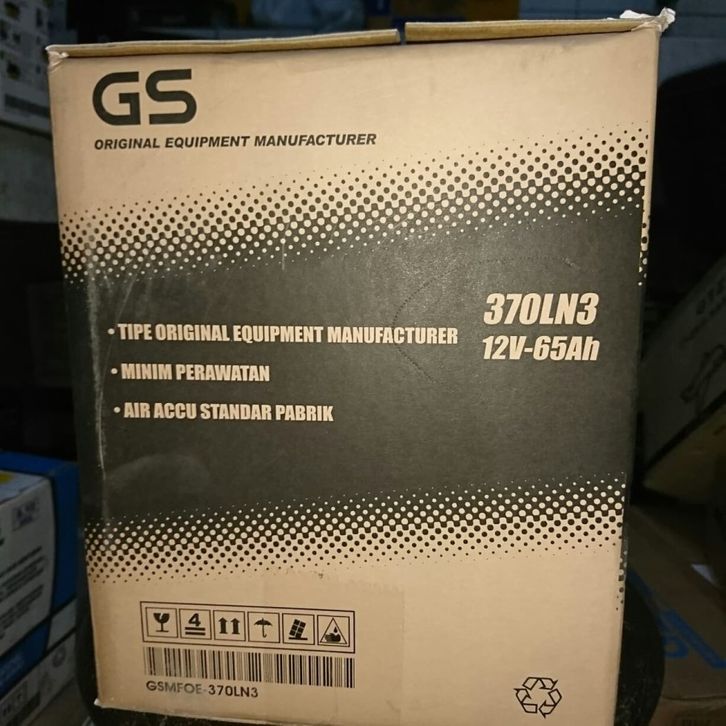 GS
ORIGINAL EQUIPMENT MANUFACTURER
370LN3
12V-65Ah
• TIPE ORIGINAL EQUIPMENT MANUFACTURER
• MINIM PERAWATAN
• AIR ACCU STANDAR PABRIK
4
GSMFOE-370LN3